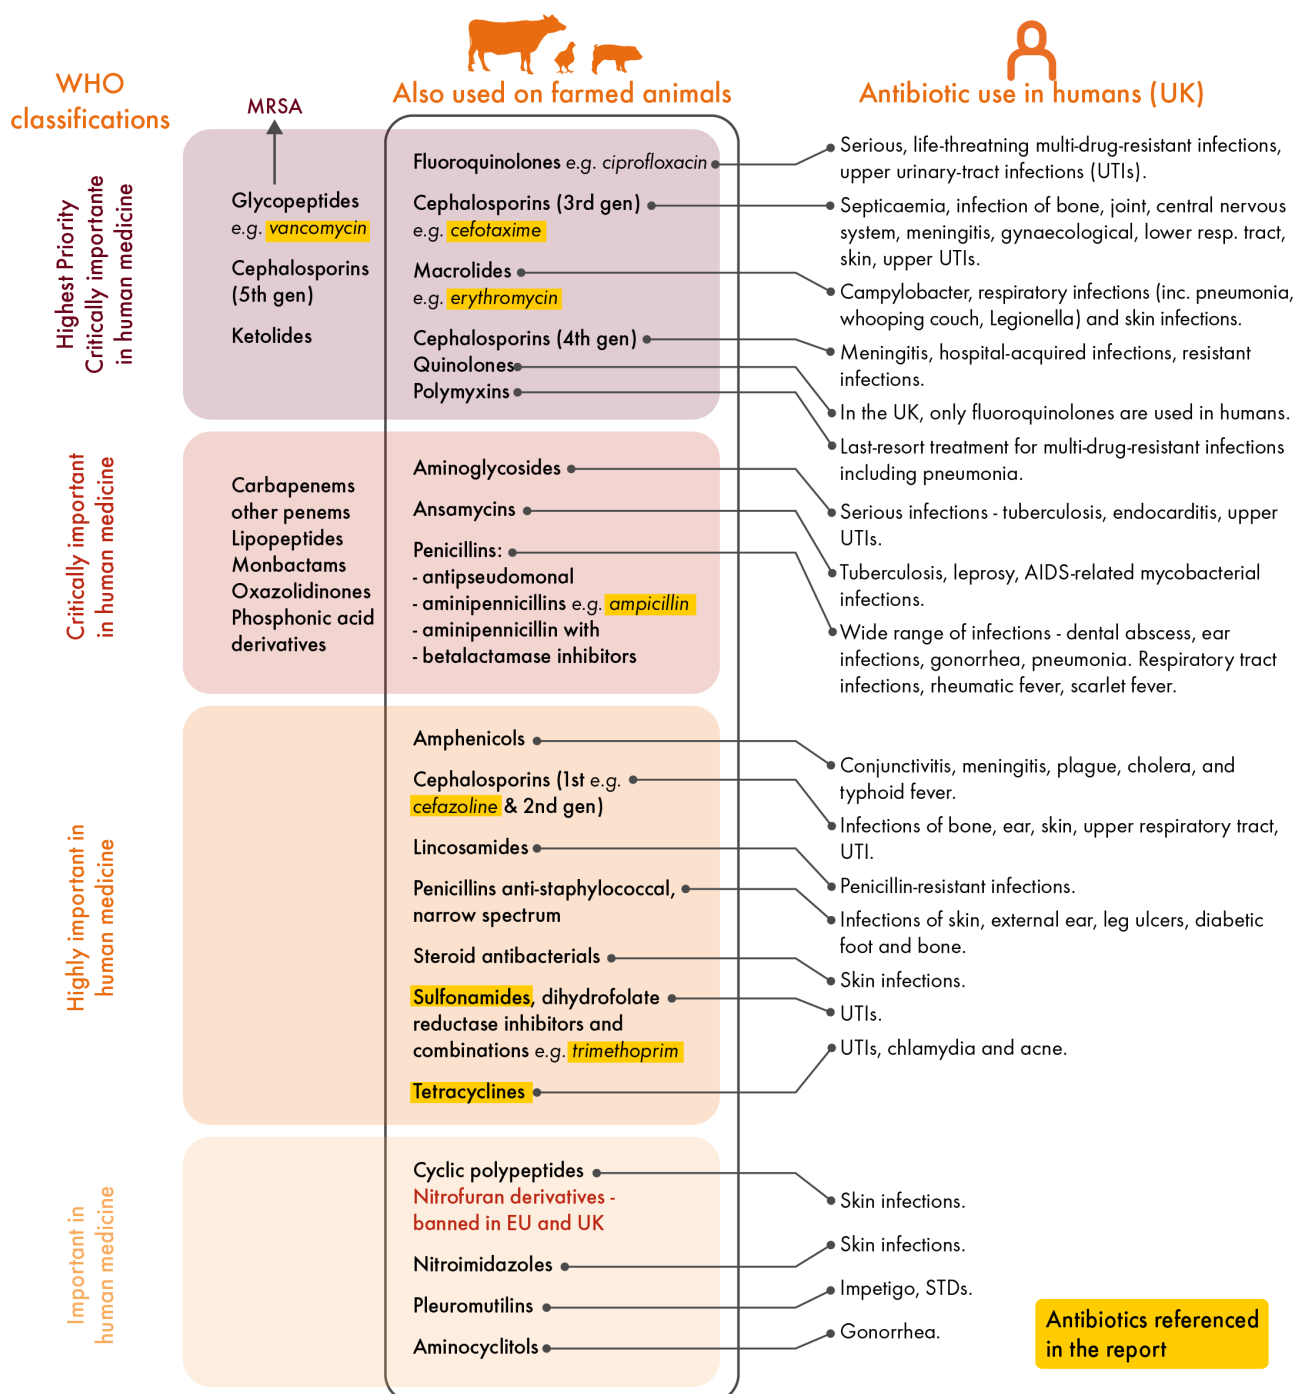 WHO
classifications
Also used on farmed animals
Antibiotic use in humans (UK)
MRSA
Highest Priority
Critically importante
in human medicine
Glycopeptides
e.g. vancomycin
Cephalosporins
(5th gen)
Ketolides
Fluoroquinolones e.g. ciprofloxacin
Cephalosporins (3rd gen)
e.g. cefotaxime
Macrolides
e.g. erythromycin
Cephalosporins (4th gen)
Quinolones
Polymyxins
Serious, life-threatning multi-drug-resistant infections,
upper urinary-tract infections (UTIs).
Septicaemia, infection of bone, joint, central nervous
system, meningitis, gynaecological, lower resp. tract,
skin, upper UTIs.
Campylobacter, respiratory infections (inc. pneumonia,
whooping couch, Legionella) and skin infections.
Meningitis, hospital-acquired infections, resistant
infections.
In the UK, only fluoroquinolones are used in humans.
Last-resort treatment for multi-drug-resistant infections
including pneumonia.
Critically important
in human medicine
Carbapenems
other penems
Lipopeptides
Monbactams
Oxazolidinones
Phosphonic acid
derivatives
Aminoglycosides
Ansamycins
Penicillins:
- antipseudomonal
- aminipennicillins e.g. ampicillin
- aminipennicillin with
- betalactamase inhibitors
Serious infections - tuberculosis, endocarditis, upper
UTIs.
Tuberculosis, leprosy, AIDS-related mycobacterial
infections.
Wide range of infections - dental abscess, ear
infections, gonorrhea, pneumonia. Respiratory tract
infections, rheumatic fever, scarlet fever.
Highly important in
human medicine
Amphenicols
Cephalosporins (1st e.g.
cefazoline & 2nd gen)
Lincosamides
Penicillins anti-staphylococcal,
narrow spectrum
Steroid antibacterials
Sulfonamides, dihydrofolate
reductase inhibitors and
combinations e.g. trimethoprim
Tetracyclines
Conjunctivitis, meningitis, plague, cholera, and
typhoid fever.
Infections of bone, ear, skin, upper respiratory tract,
UTI.
Penicillin-resistant infections.
Infections of skin, external ear, leg ulcers, diabetic
foot and bone.
Skin infections.
UTIs.
UTIs, chlamydia and acne.
Important in
human medicine
Cyclic polypeptides
Nitrofuran derivatives -
banned in EU and UK
Nitroimidazoles
Pleuromutilins
Aminocyclitols
Skin infections.
Skin infections.
Impetigo, STDs.
Gonorrhea.
Antibiotics referenced
in the report